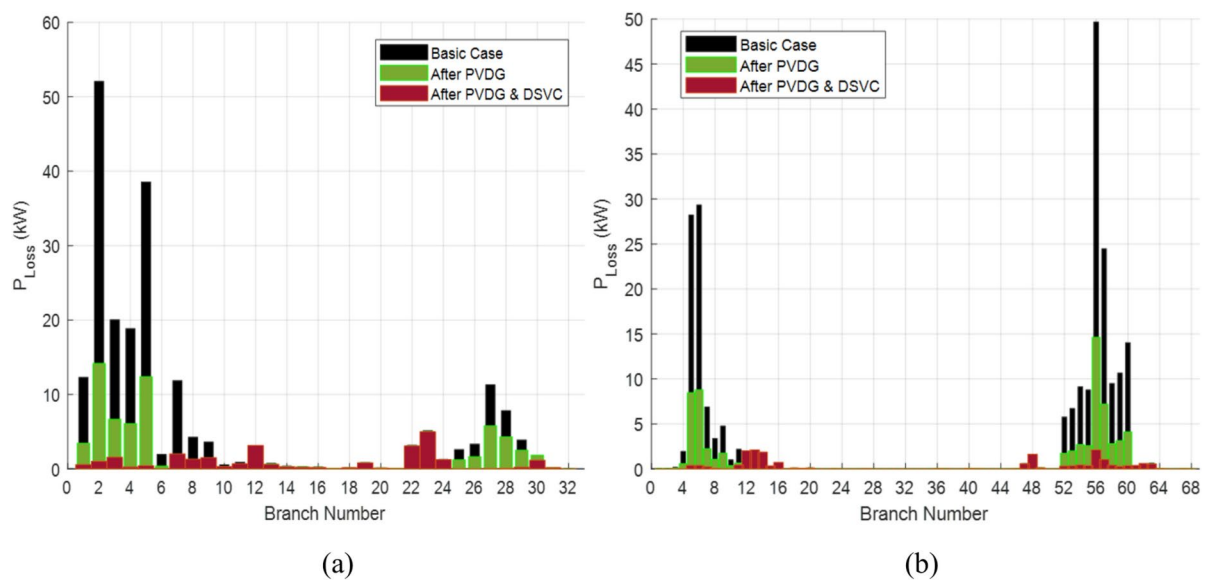 60
50
40
30
20
10
0
P_Loss (kW)
Basic Case
After PVDG
After PVDG & DSVC
0 2 4 6 8 10 12 14 16 18 20 22 24 26 28 30 32
Branch Number
(a)
50
45
40
35
30
25
20
15
10
5
0
P_Loss (kW)
Basic Case
After PVDG
After PVDG & DSVC
0 4 8 12 16 20 24 28 32 36 40 44 48 52 56 60 64 68
Branch Number
(b)